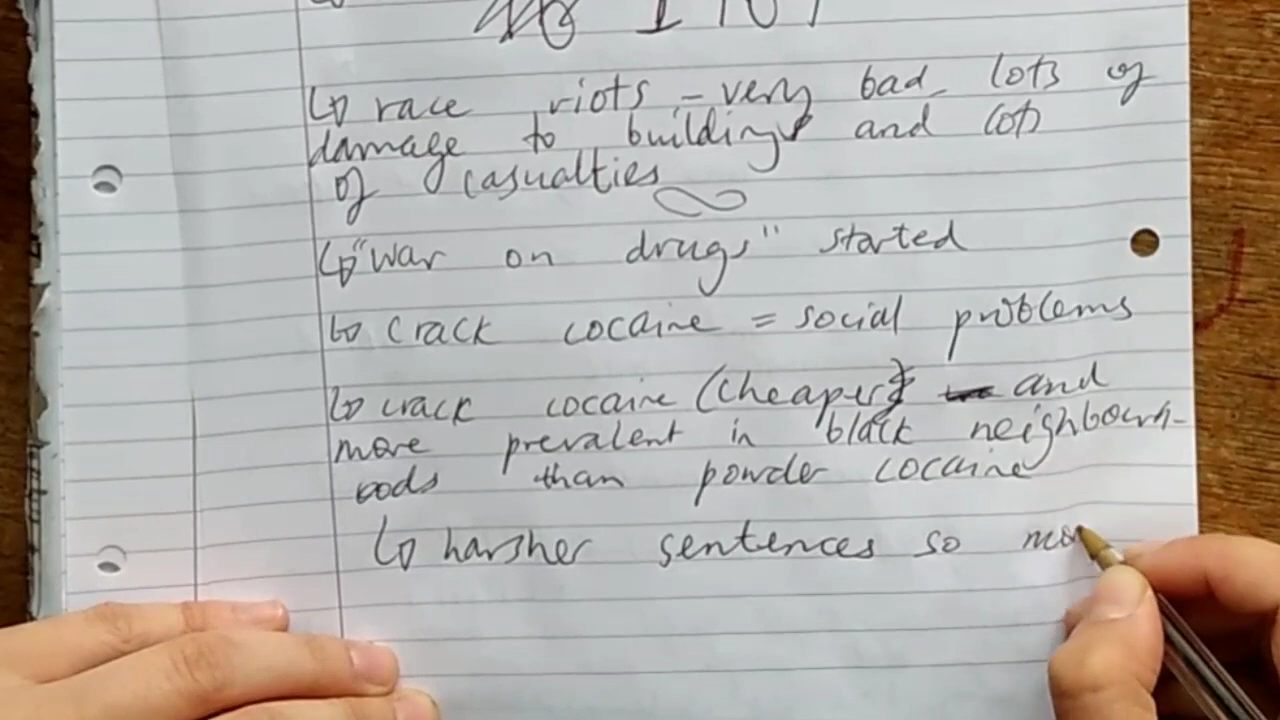 ↳ race riots - very bad, lots of
damage to buildings and lots
of casualties
↳ "war on drugs" started
↳ crack cocaine = social problems
↳ crack cocaine (cheaper) and
more prevalent in black neighbourh-
oods than powder cocaine
↳ harsher sentences so mo